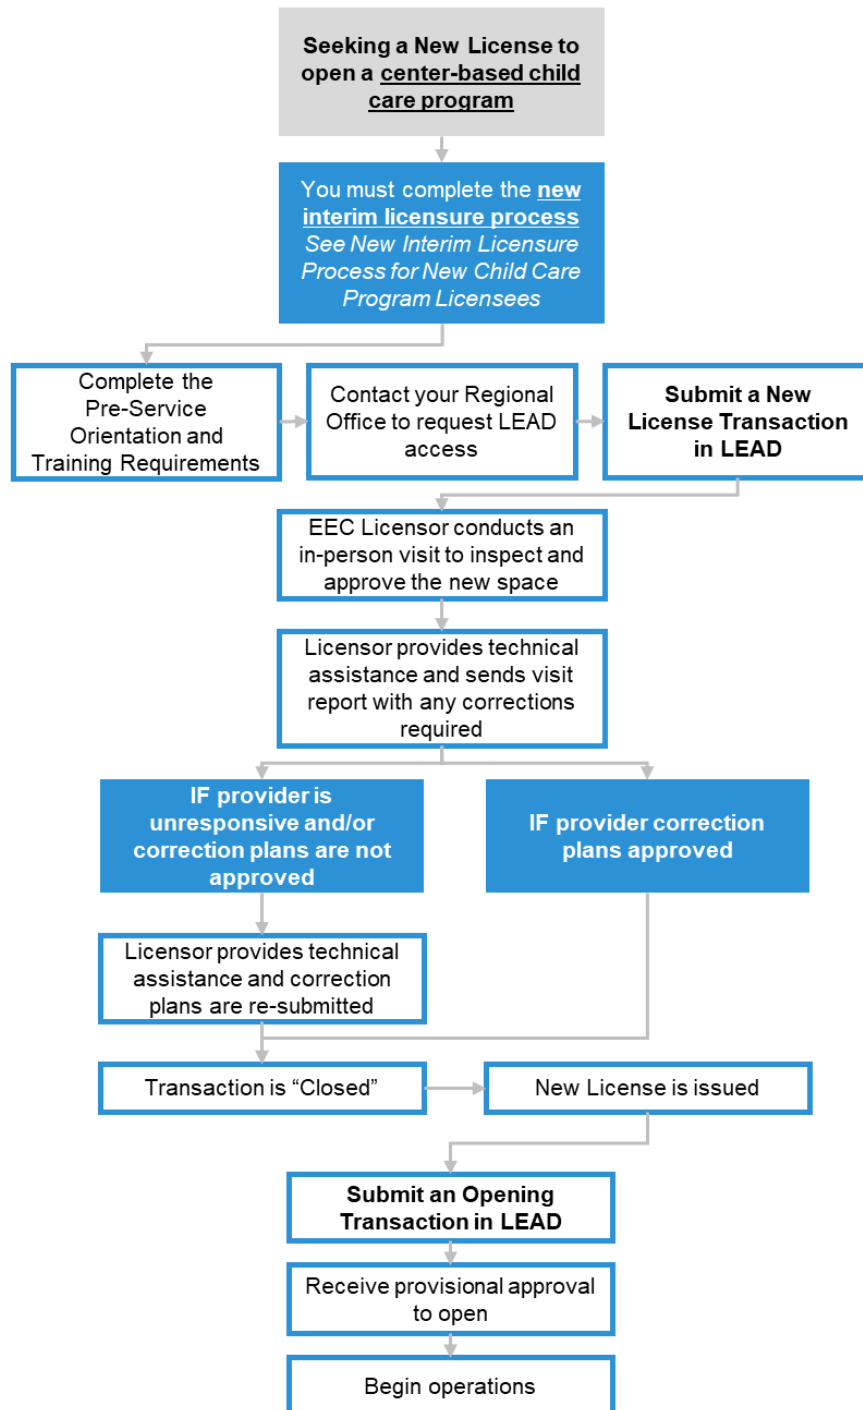 Seeking a New License to
open a center-based child
care program
You must complete the new
interim licensure process
See New Interim Licensure
Process for New Child Care
Program Licensees
Complete the
Pre-Service
Orientation and
Training Requirements
Contact your Regional
Office to request LEAD
access
Submit a New
License Transaction
in LEAD
EEC Licensor conducts an
in-person visit to inspect and
approve the new space
Licensor provides technical
assistance and sends visit
report with any corrections
required
IF provider is
unresponsive and/or
correction plans are not
approved
IF provider correction
plans approved
Licensor provides technical
assistance and correction
plans are re-submitted
Transaction is “Closed”
New License is issued
Submit an Opening
Transaction in LEAD
Receive provisional approval
to open
Begin operations